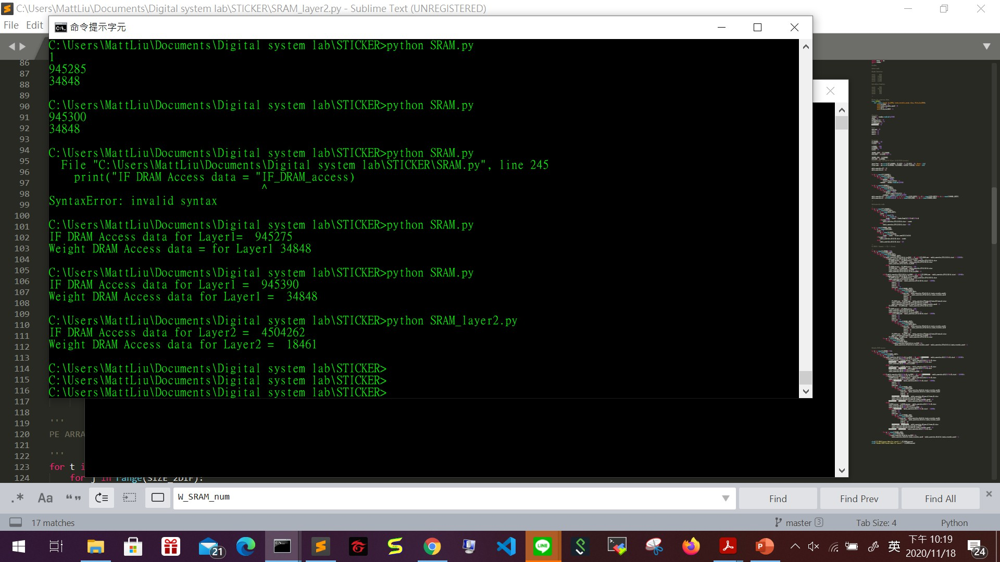 C:\Users\MattLiu\Documents\Digital system lab\STICKER\SRAM_layer2.py - Sublime Text (UNREGISTERED)
File Edit
命令提示字元
C:\Users\MattLiu\Documents\Digital system lab\STICKER>python SRAM.py
1
945285
34848
C:\Users\MattLiu\Documents\Digital system lab\STICKER>python SRAM.py
945300
34848
C:\Users\MattLiu\Documents\Digital system lab\STICKER>python SRAM.py
File "C:\Users\MattLiu\Documents\Digital system lab\STICKER\SRAM.py", line 245
print("IF DRAM Access data = "IF_DRAM_access)
^
SyntaxError: invalid syntax
C:\Users\MattLiu\Documents\Digital system lab\STICKER>python SRAM.py
IF DRAM Access data for Layer1=  945275
Weight DRAM Access data = for Layer1 34848
C:\Users\MattLiu\Documents\Digital system lab\STICKER>python SRAM.py
IF DRAM Access data for Layer1 =  945390
Weight DRAM Access data for Layer1 =  34848
C:\Users\MattLiu\Documents\Digital system lab\STICKER>python SRAM_layer2.py
IF DRAM Access data for Layer2 =  4504262
Weight DRAM Access data for Layer2 =  18461
C:\Users\MattLiu\Documents\Digital system lab\STICKER>
C:\Users\MattLiu\Documents\Digital system lab\STICKER>
C:\Users\MattLiu\Documents\Digital system lab\STICKER>
86
87
88
89
90
91
92
93
94
95
96
97
98
99
100
101
102
103
104
105
106
107
108
109
110
111
112
113
114
115
116
117
118
119 '''
120 PE ARRA
121
122 '''
123 for t i
124 for j in range(SIZE_2DIF):
.* Aa “” W_SRAM_num Find Find Prev Find All
17 matches master 3 Tab Size: 4 Python
21 LINE 英 下午 10:19
2020/11/18 24